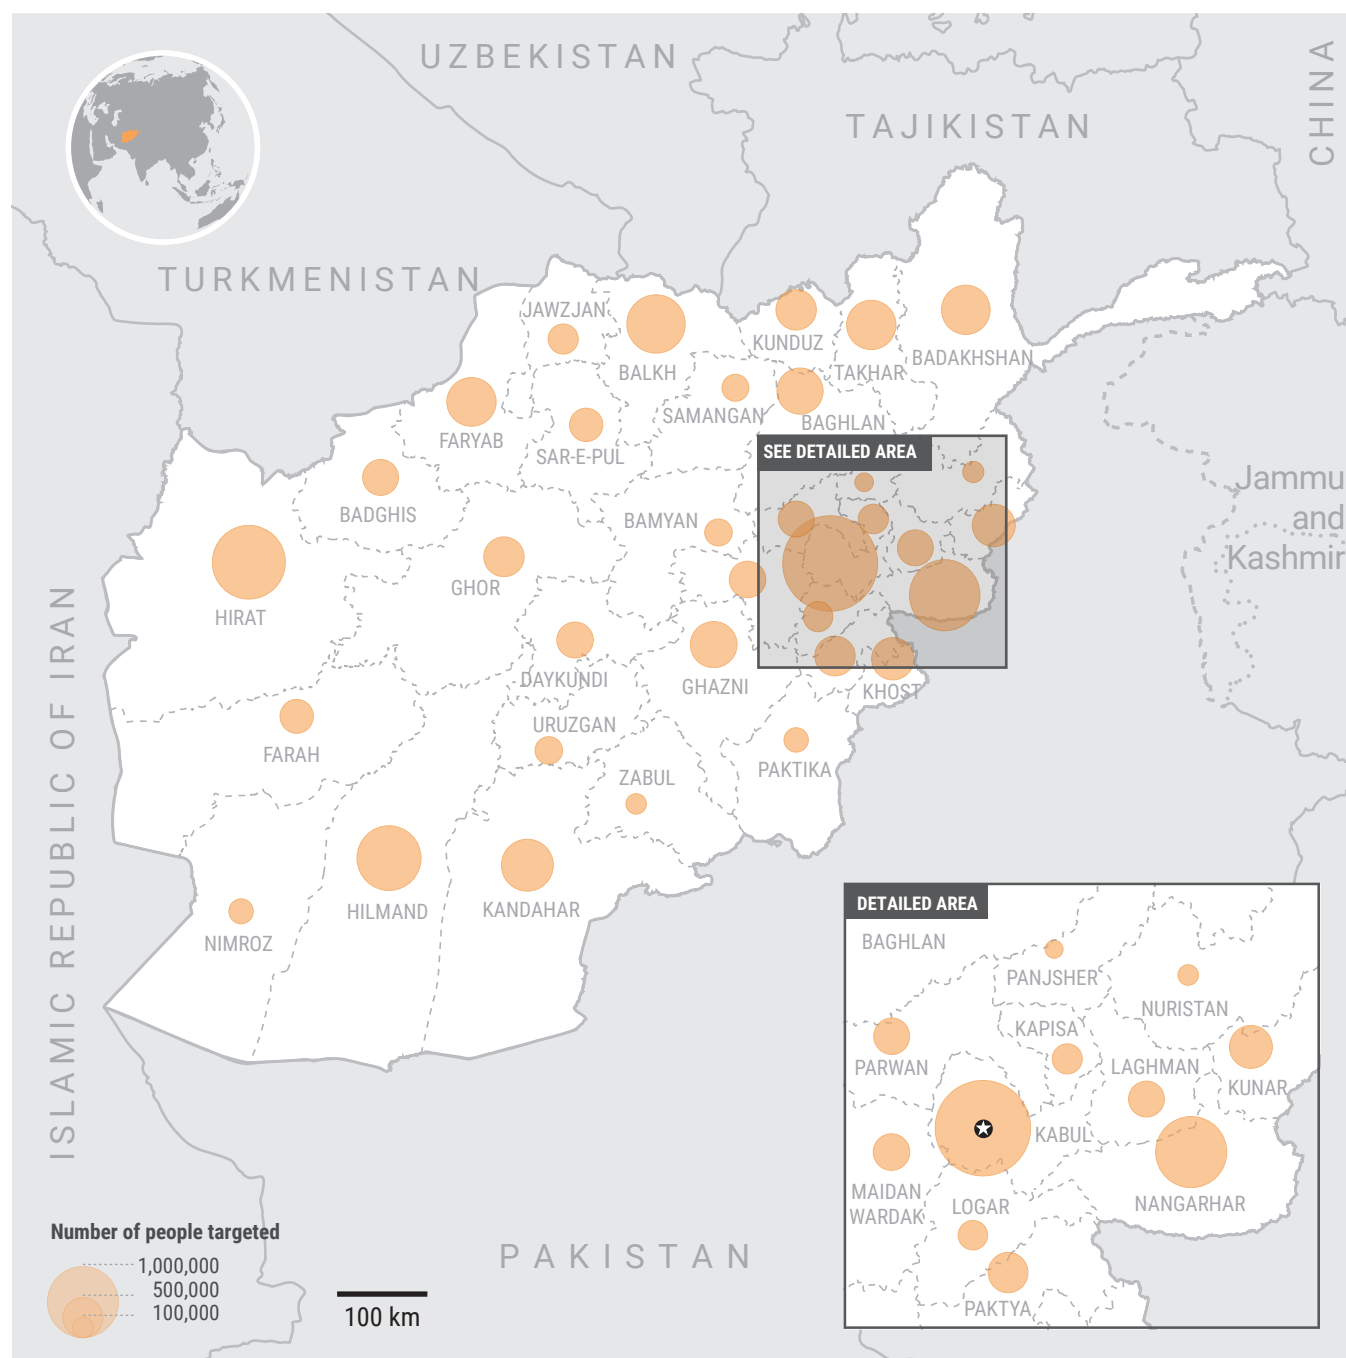 UZBEKISTAN
TAJIKISTAN
CHINA
TURKMENISTAN
JAWZJAN
BALKH
KUNDUZ
TAKHAR
BADAKHSHAN
FARYAB
SAR-E-PUL
SAMANGAN
BAGHLAN
SEE DETAILED AREA
BADGHIS
BAMYAN
Jammu
and
Kashmir
HIRAT
GHOR
DAYKUNDI
GHAZNI
KHOST
ISLAMIC REPUBLIC OF IRAN
FARAH
URUZGAN
ZABUL
PAKTIKA
NIMROZ
HILMAND
KANDAHAR
DETAILED AREA
BAGHLAN
PANJSHER
NURISTAN
KAPISA
PARWAN
LAGHMAN
KUNAR
KABUL
MAIDAN
WARDAK
LOGAR
NANGARHAR
PAKTYA
PAKISTAN
Number of people targeted
1,000,000
500,000
100,000
100 km